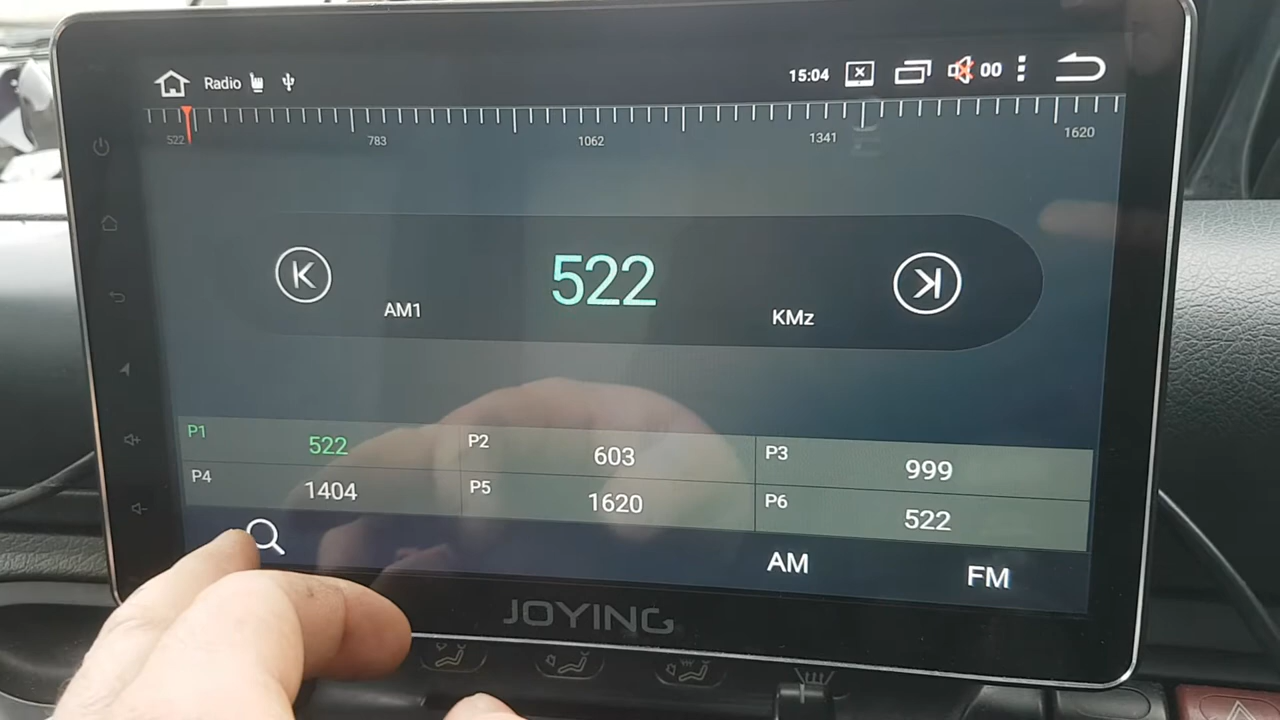 Radio 15:04 00
522 783 1062 1341 1620
AM1 522 KMz
P1 522 P2 603 P3 999
P4 1404 P5 1620 P6 522
AM FM
JOYING